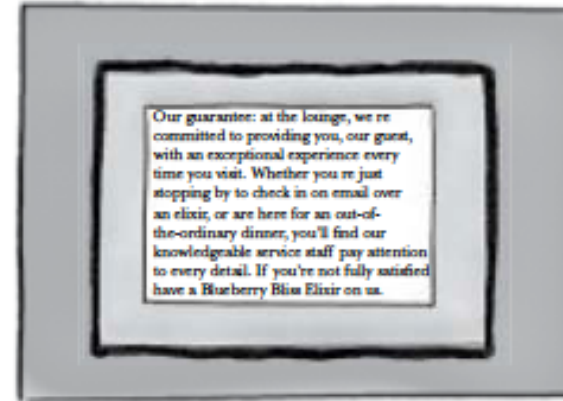 Our guarantee: at the lounge, we re
committed to providing you, our guest,
with an exceptional experience every
time you visit. Whether you re just
stopping by to check in on email over
an elixir, or are here for an out-of-
the-ordinary dinner, you'll find our
knowledgeable service staff pay attention
to every detail. If you're not fully satisfied
have a Blueberry Bliss Elixir on us.